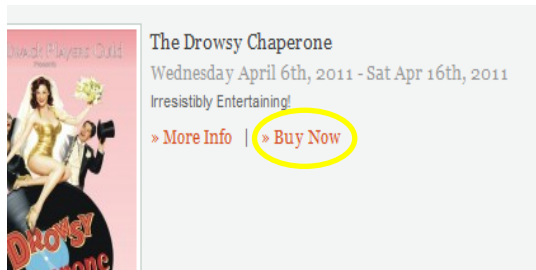 Players Guild
Presents
DROWSY
The Drowsy Chaperone
Wednesday April 6th, 2011 - Sat Apr 16th, 2011
Irresistibly Entertaining!
» More Info | » Buy Now